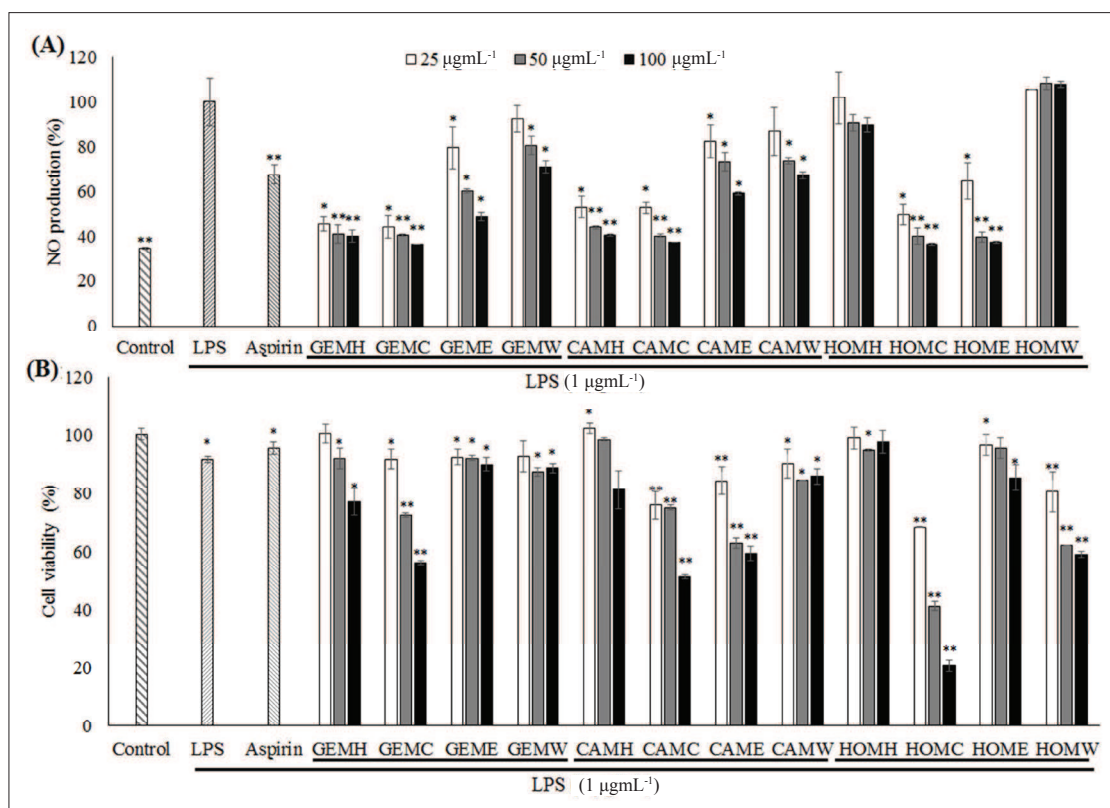 (A)
25 µgmL⁻¹ 50 µgmL⁻¹ 100 µgmL⁻¹
NO production (%)
120
100
80
60
40
20
0
** * ** ** ** * ** ** * ** ** * * * * * * ** ** * ** ** * * * * * * ** ** * ** **
Control LPS Aspirin GEMH GEMC GEME GEMW CAMH CAMC CAME CAMW HOMH HOMC HOME HOMW
LPS (1 µgmL⁻¹)
(B)
Cell viability (%)
120
100
80
60
40
20
0
* * * * * ** ** * * * * * * ** ** ** ** ** ** * * * * ** ** ** * * ** ** **
Control LPS Aspirin GEMH GEMC GEME GEMW CAMH CAMC CAME CAMW HOMH HOMC HOME HOMW
LPS (1 µgmL⁻¹)